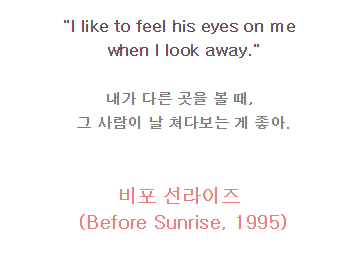 "I like to feel his eyes on me
when I look away."
내가 다른 곳을 볼 때,
그 사람이 날 쳐다보는 게 좋아.
비포 선라이즈
(Before Sunrise, 1995)